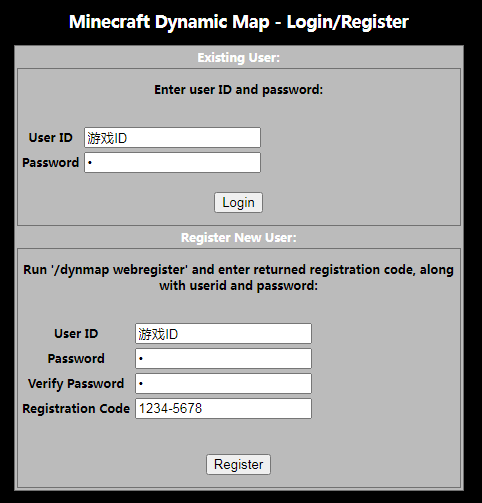 Minecraft Dynamic Map - Login/Register
Existing User:
Enter user ID and password:
User ID 游戏ID
Password •
Login
Register New User:
Run '/dynmap webregister' and enter returned registration code, along
with userid and password:
User ID 游戏ID
Password •
Verify Password •
Registration Code 1234-5678
Register